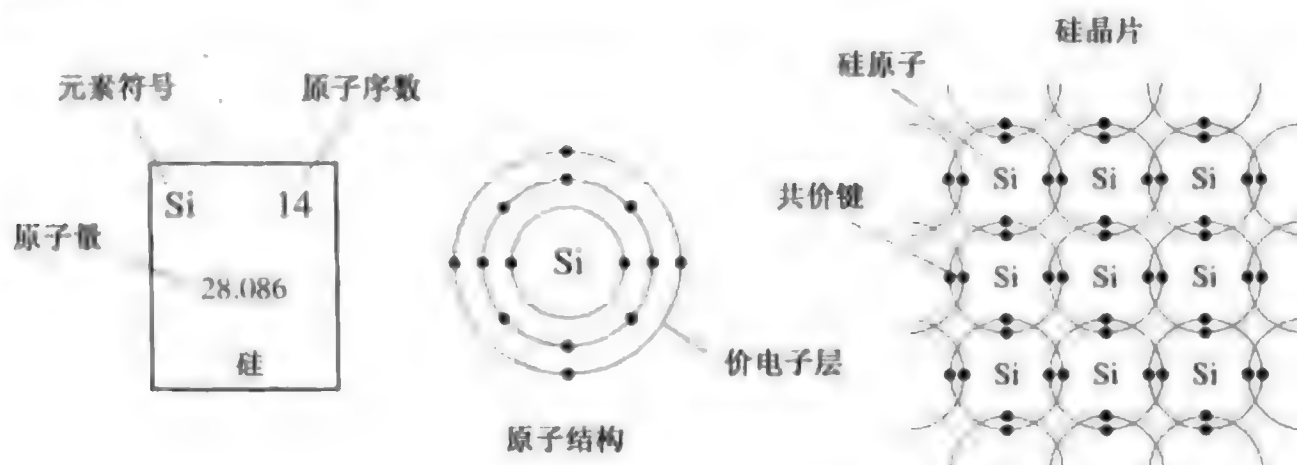 硅晶片
元素符号 原子序数 硅原子
Si 14
Si Si Si
共价键
原子量
28.086
Si
Si Si Si
硅
价电子层
Si Si Si
原子结构